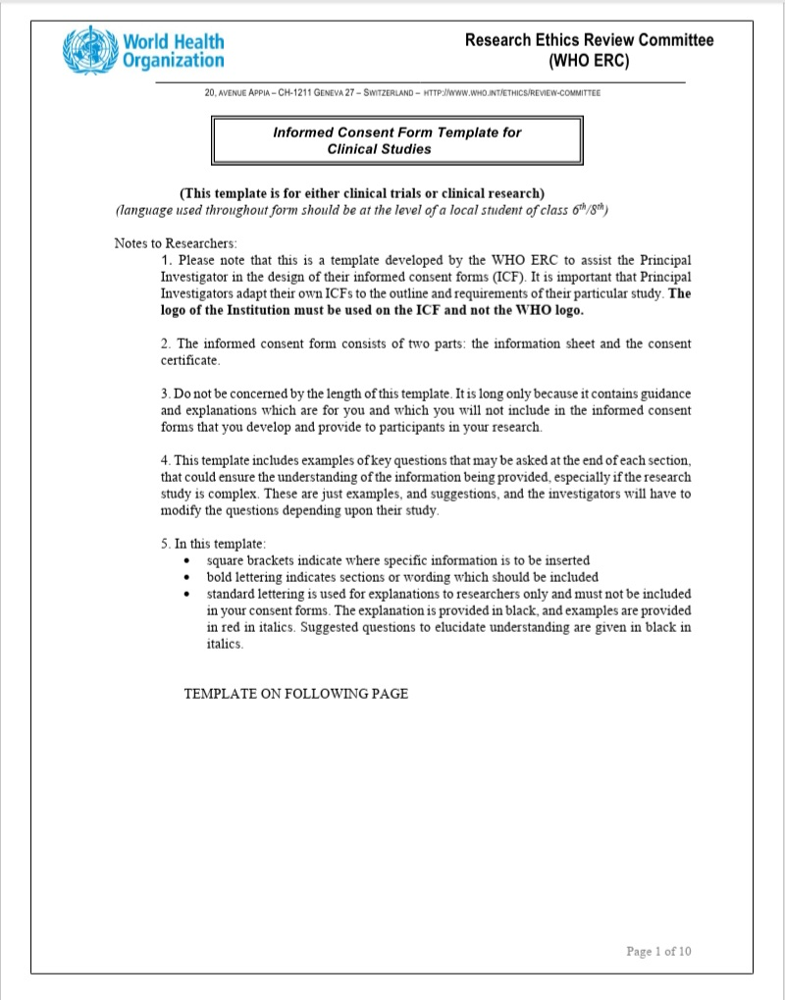 World Health
Organization
Research Ethics Review Committee
(WHO ERC)
20, AVENUE APPIA – CH-1211 GENEVA 27 – SWITZERLAND – HTTP://WWW.WHO.INT/ETHICS/REVIEW-COMMITTEE
Informed Consent Form Template for
Clinical Studies
(This template is for either clinical trials or clinical research)
(language used throughout form should be at the level of a local student of class 6th/8th)
Notes to Researchers:
1. Please note that this is a template developed by the WHO ERC to assist the Principal
Investigator in the design of their informed consent forms (ICF). It is important that Principal
Investigators adapt their own ICFs to the outline and requirements of their particular study. The
logo of the Institution must be used on the ICF and not the WHO logo.
2. The informed consent form consists of two parts: the information sheet and the consent
certificate.
3. Do not be concerned by the length of this template. It is long only because it contains guidance
and explanations which are for you and which you will not include in the informed consent
forms that you develop and provide to participants in your research.
4. This template includes examples of key questions that may be asked at the end of each section,
that could ensure the understanding of the information being provided, especially if the research
study is complex. These are just examples, and suggestions, and the investigators will have to
modify the questions depending upon their study.
5. In this template:
• square brackets indicate where specific information is to be inserted
• bold lettering indicates sections or wording which should be included
• standard lettering is used for explanations to researchers only and must not be included
in your consent forms. The explanation is provided in black, and examples are provided
in red in italics. Suggested questions to elucidate understanding are given in black in
italics.
TEMPLATE ON FOLLOWING PAGE
Page 1 of 10